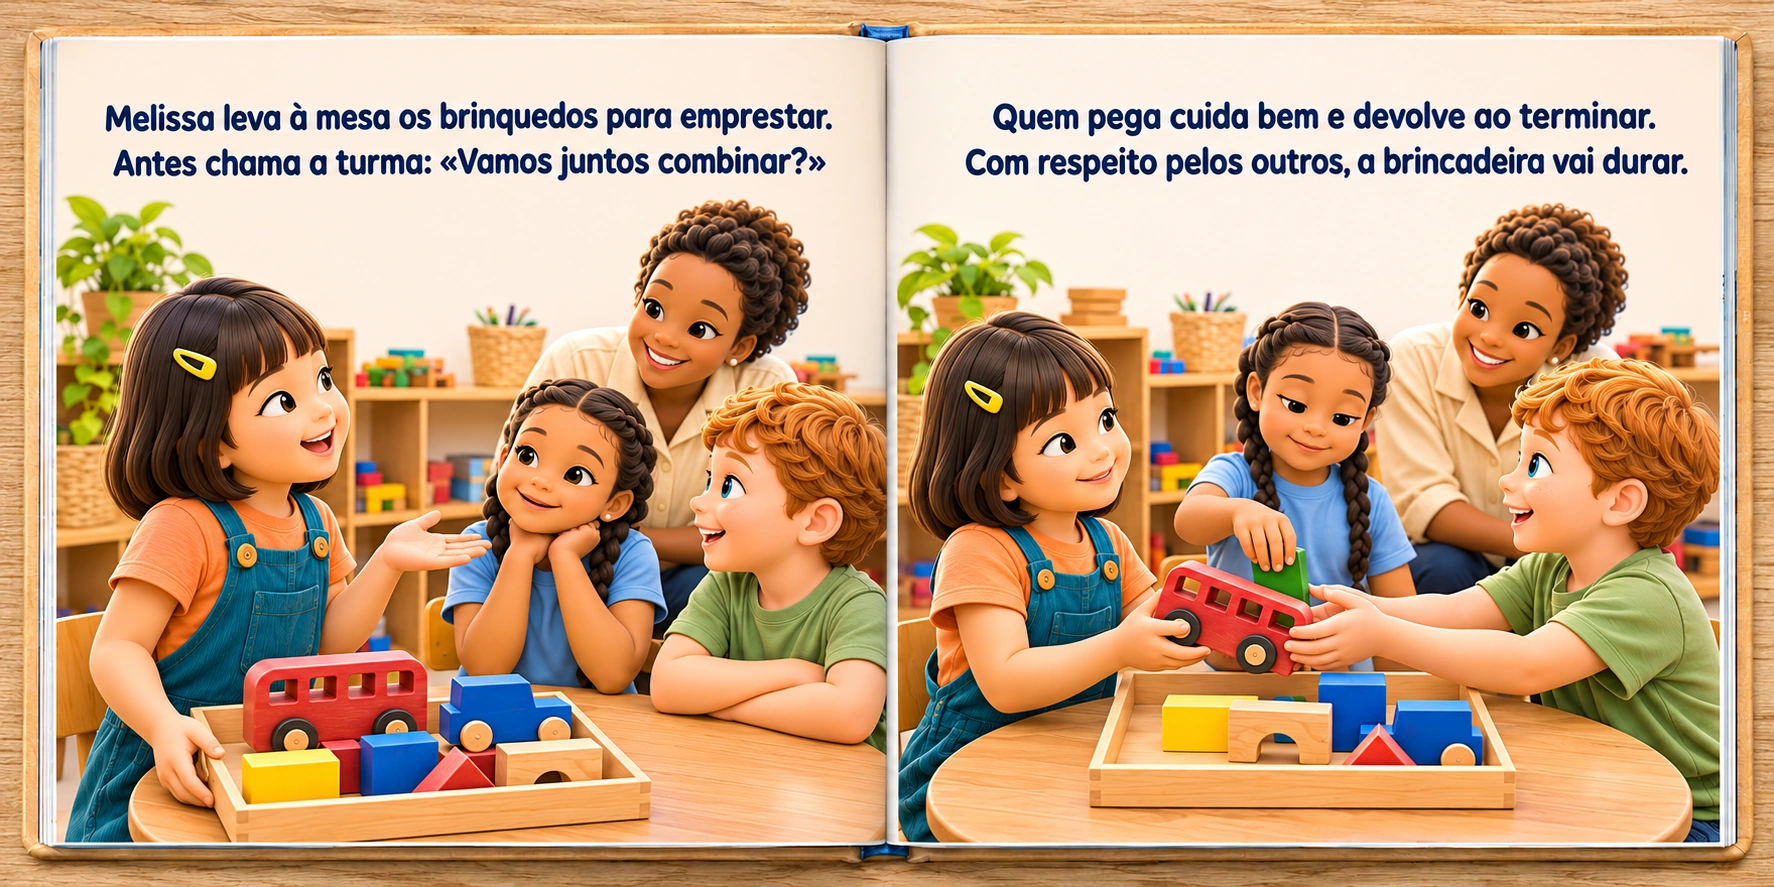 Melissa leva à mesa os brinquedos para emprestar.
Antes chama a turma: «Vamos juntos combinar?»
Quem pega cuida bem e devolve ao terminar.
Com respeito pelos outros, a brincadeira vai durar.